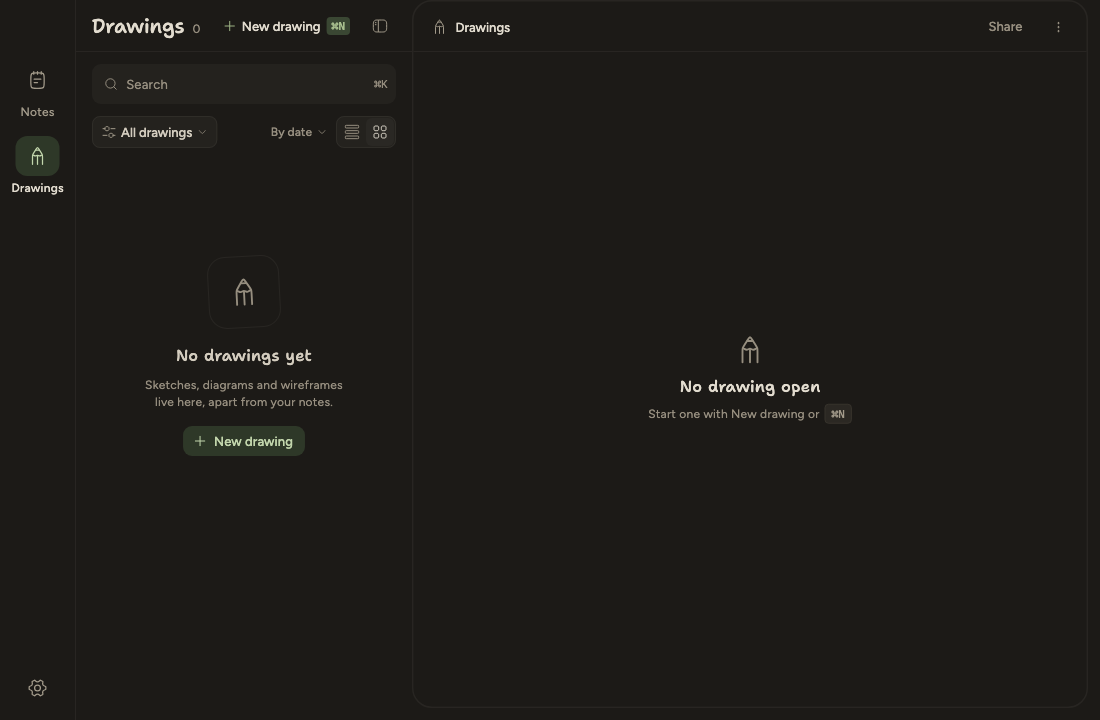 Drawings 0
New drawing ⌘N
Drawings
Share
Notes
Drawings
Search ⌘K
All drawings
By date
No drawings yet
Sketches, diagrams and wireframes
live here, apart from your notes.
New drawing
No drawing open
Start one with New drawing or ⌘N